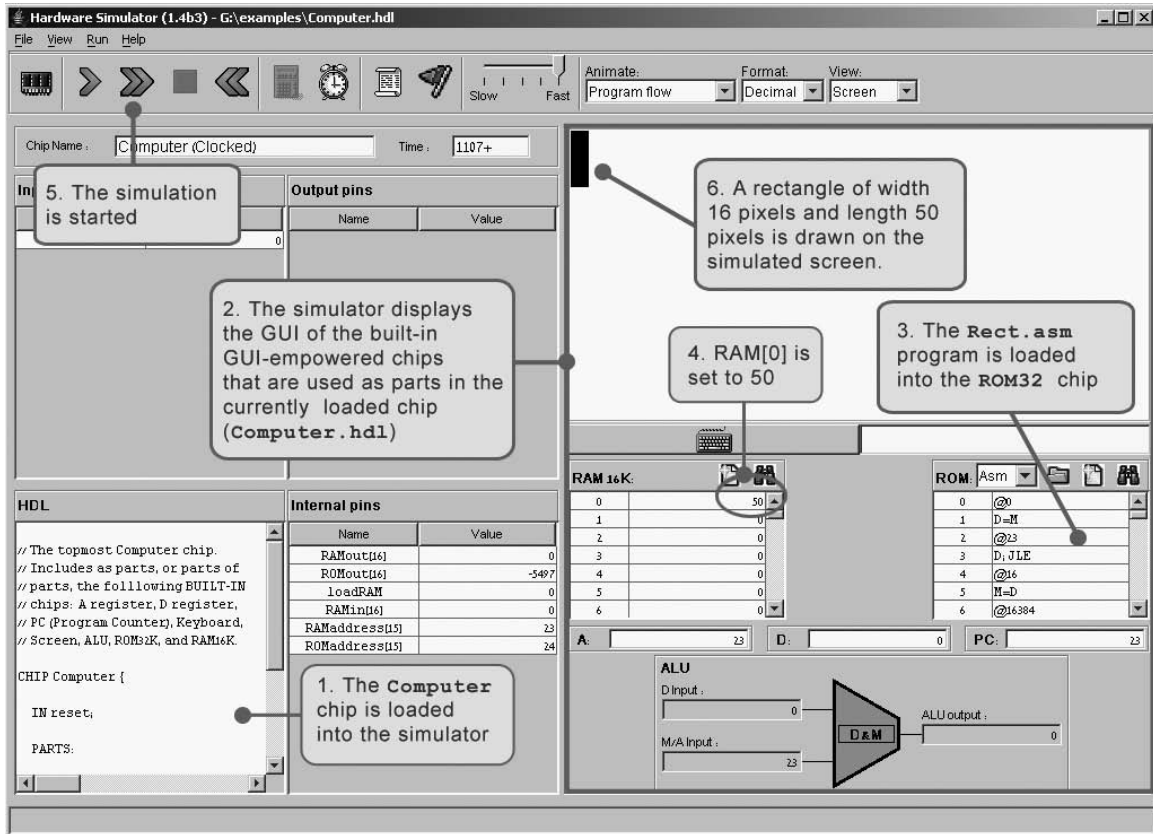 Hardware Simulator (1.4b3) - G:\examples\Computer.hdl
File View Run Help
Slow Fast
Animate:
Program flow
Format:
Decimal
View:
Screen
Chip Name :
Computer (Clocked)
Time :
1107+
5. The simulation
is started
Output pins
Name Value
0
6. A rectangle of width
16 pixels and length 50
pixels is drawn on the
simulated screen.
2. The simulator displays
the GUI of the built-in
GUI-empowered chips
that are used as parts in the
currently loaded chip
(Computer.hdl)
4. RAM[0] is
set to 50
3. The Rect.asm
program is loaded
into the ROM32 chip
HDL
// The topmost Computer chip.
// Includes as parts, or parts of
// parts, the folllowing BUILT-IN
// chips: A register, D register,
// PC (Program Counter), Keyboard,
// Screen, ALU, ROM32K, and RAM16K.
CHIP Computer {
IN reset;
PARTS:
Internal pins
Name Value
RAMout[16] 0
ROMout[16] -5497
loadRAM 0
RAMin[16] 0
RAMaddress[15] 23
ROMaddress[15] 24
1. The Computer
chip is loaded
into the simulator
RAM 16K:
0 50
1 0
2 0
3 0
4 0
5 0
6 0
ROM: Asm
0 @0
1 D=M
2 @23
3 D;JLE
4 @16
5 M=D
6 @16384
A: 23 D: 0 PC: 23
ALU
D Input :
0
M/A Input :
23
D&M
ALU output :
0